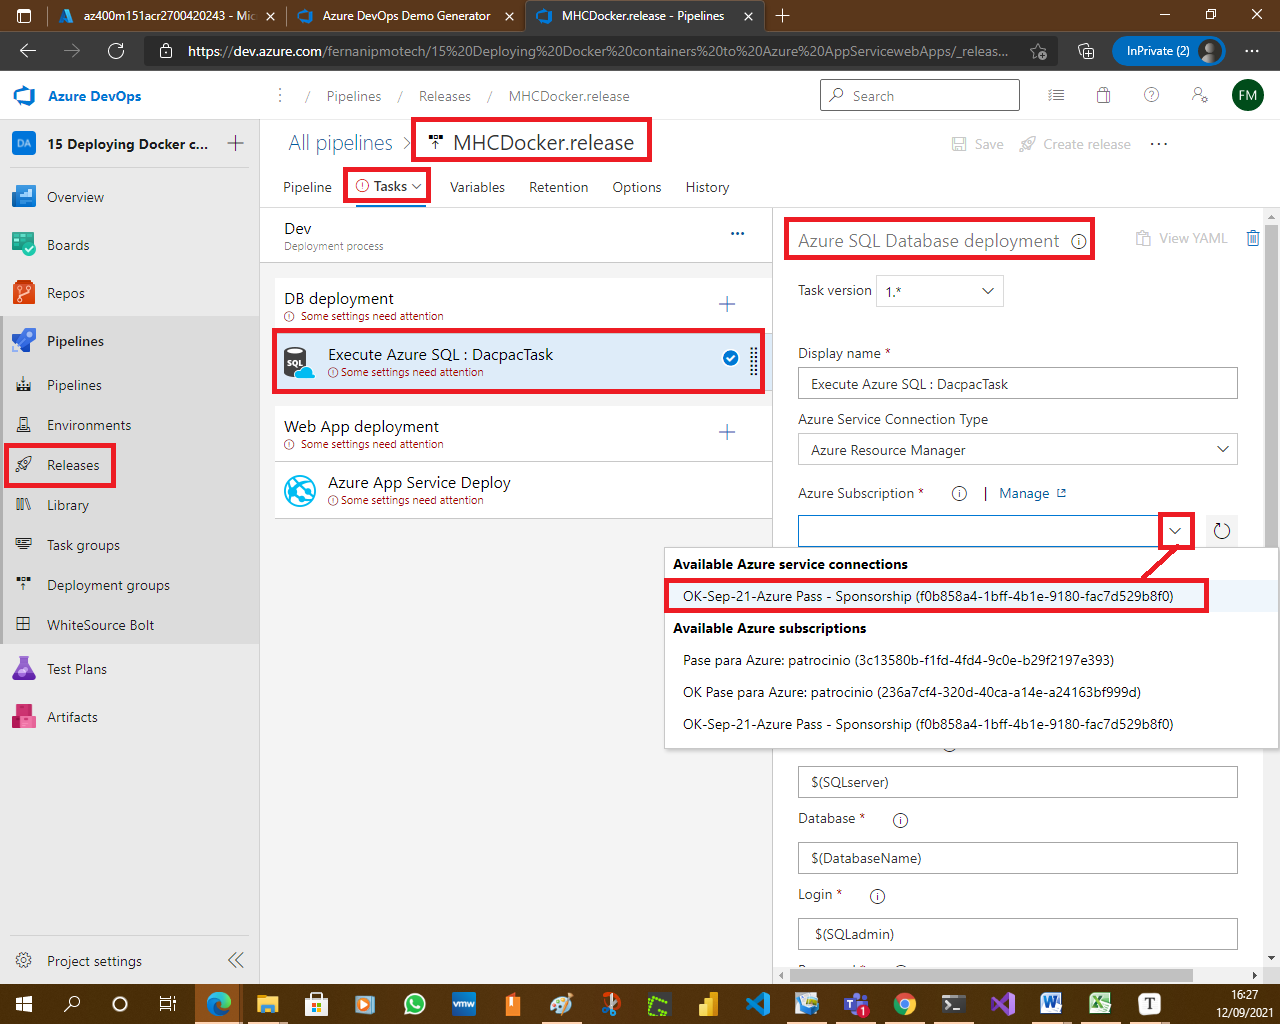 az400m151acr2700420243 - Mic
Azure DevOps Demo Generator
MHCDocker.release - Pipelines
https://dev.azure.com/fernanipmotech/15%20Deploying%20Docker%20containers%20to%20Azure%20AppServicewebApps/_releas...
InPrivate (2)
Azure DevOps
Pipelines / Releases / MHCDocker.release
Search
FM
DA
15 Deploying Docker c...
All pipelines > MHCDocker.release
Save
Create release
Pipeline
Tasks
Variables
Retention
Options
History
Overview
Boards
Repos
Pipelines
Pipelines
Environments
Releases
Library
Task groups
Deployment groups
WhiteSource Bolt
Test Plans
Artifacts
Project settings
Dev
Deployment process
DB deployment
Some settings need attention
SQL
Execute Azure SQL : DacpacTask
Some settings need attention
Web App deployment
Some settings need attention
Azure App Service Deploy
Some settings need attention
Azure SQL Database deployment
View YAML
Task version 1.*
Display name *
Execute Azure SQL : DacpacTask
Azure Service Connection Type
Azure Resource Manager
Azure Subscription * | Manage
Available Azure service connections
OK-Sep-21-Azure Pass - Sponsorship (f0b858a4-1bff-4b1e-9180-fac7d529b8f0)
Available Azure subscriptions
Pase para Azure: patrocinio (3c13580b-f1fd-4fd4-9c0e-b29f2197e393)
OK Pase para Azure: patrocinio (236a7cf4-320d-40ca-a14e-a24163bf999d)
OK-Sep-21-Azure Pass - Sponsorship (f0b858a4-1bff-4b1e-9180-fac7d529b8f0)
$(SQLserver)
Database *
$(DatabaseName)
Login *
$(SQLadmin)
vmw
1
T
16:27
12/09/2021